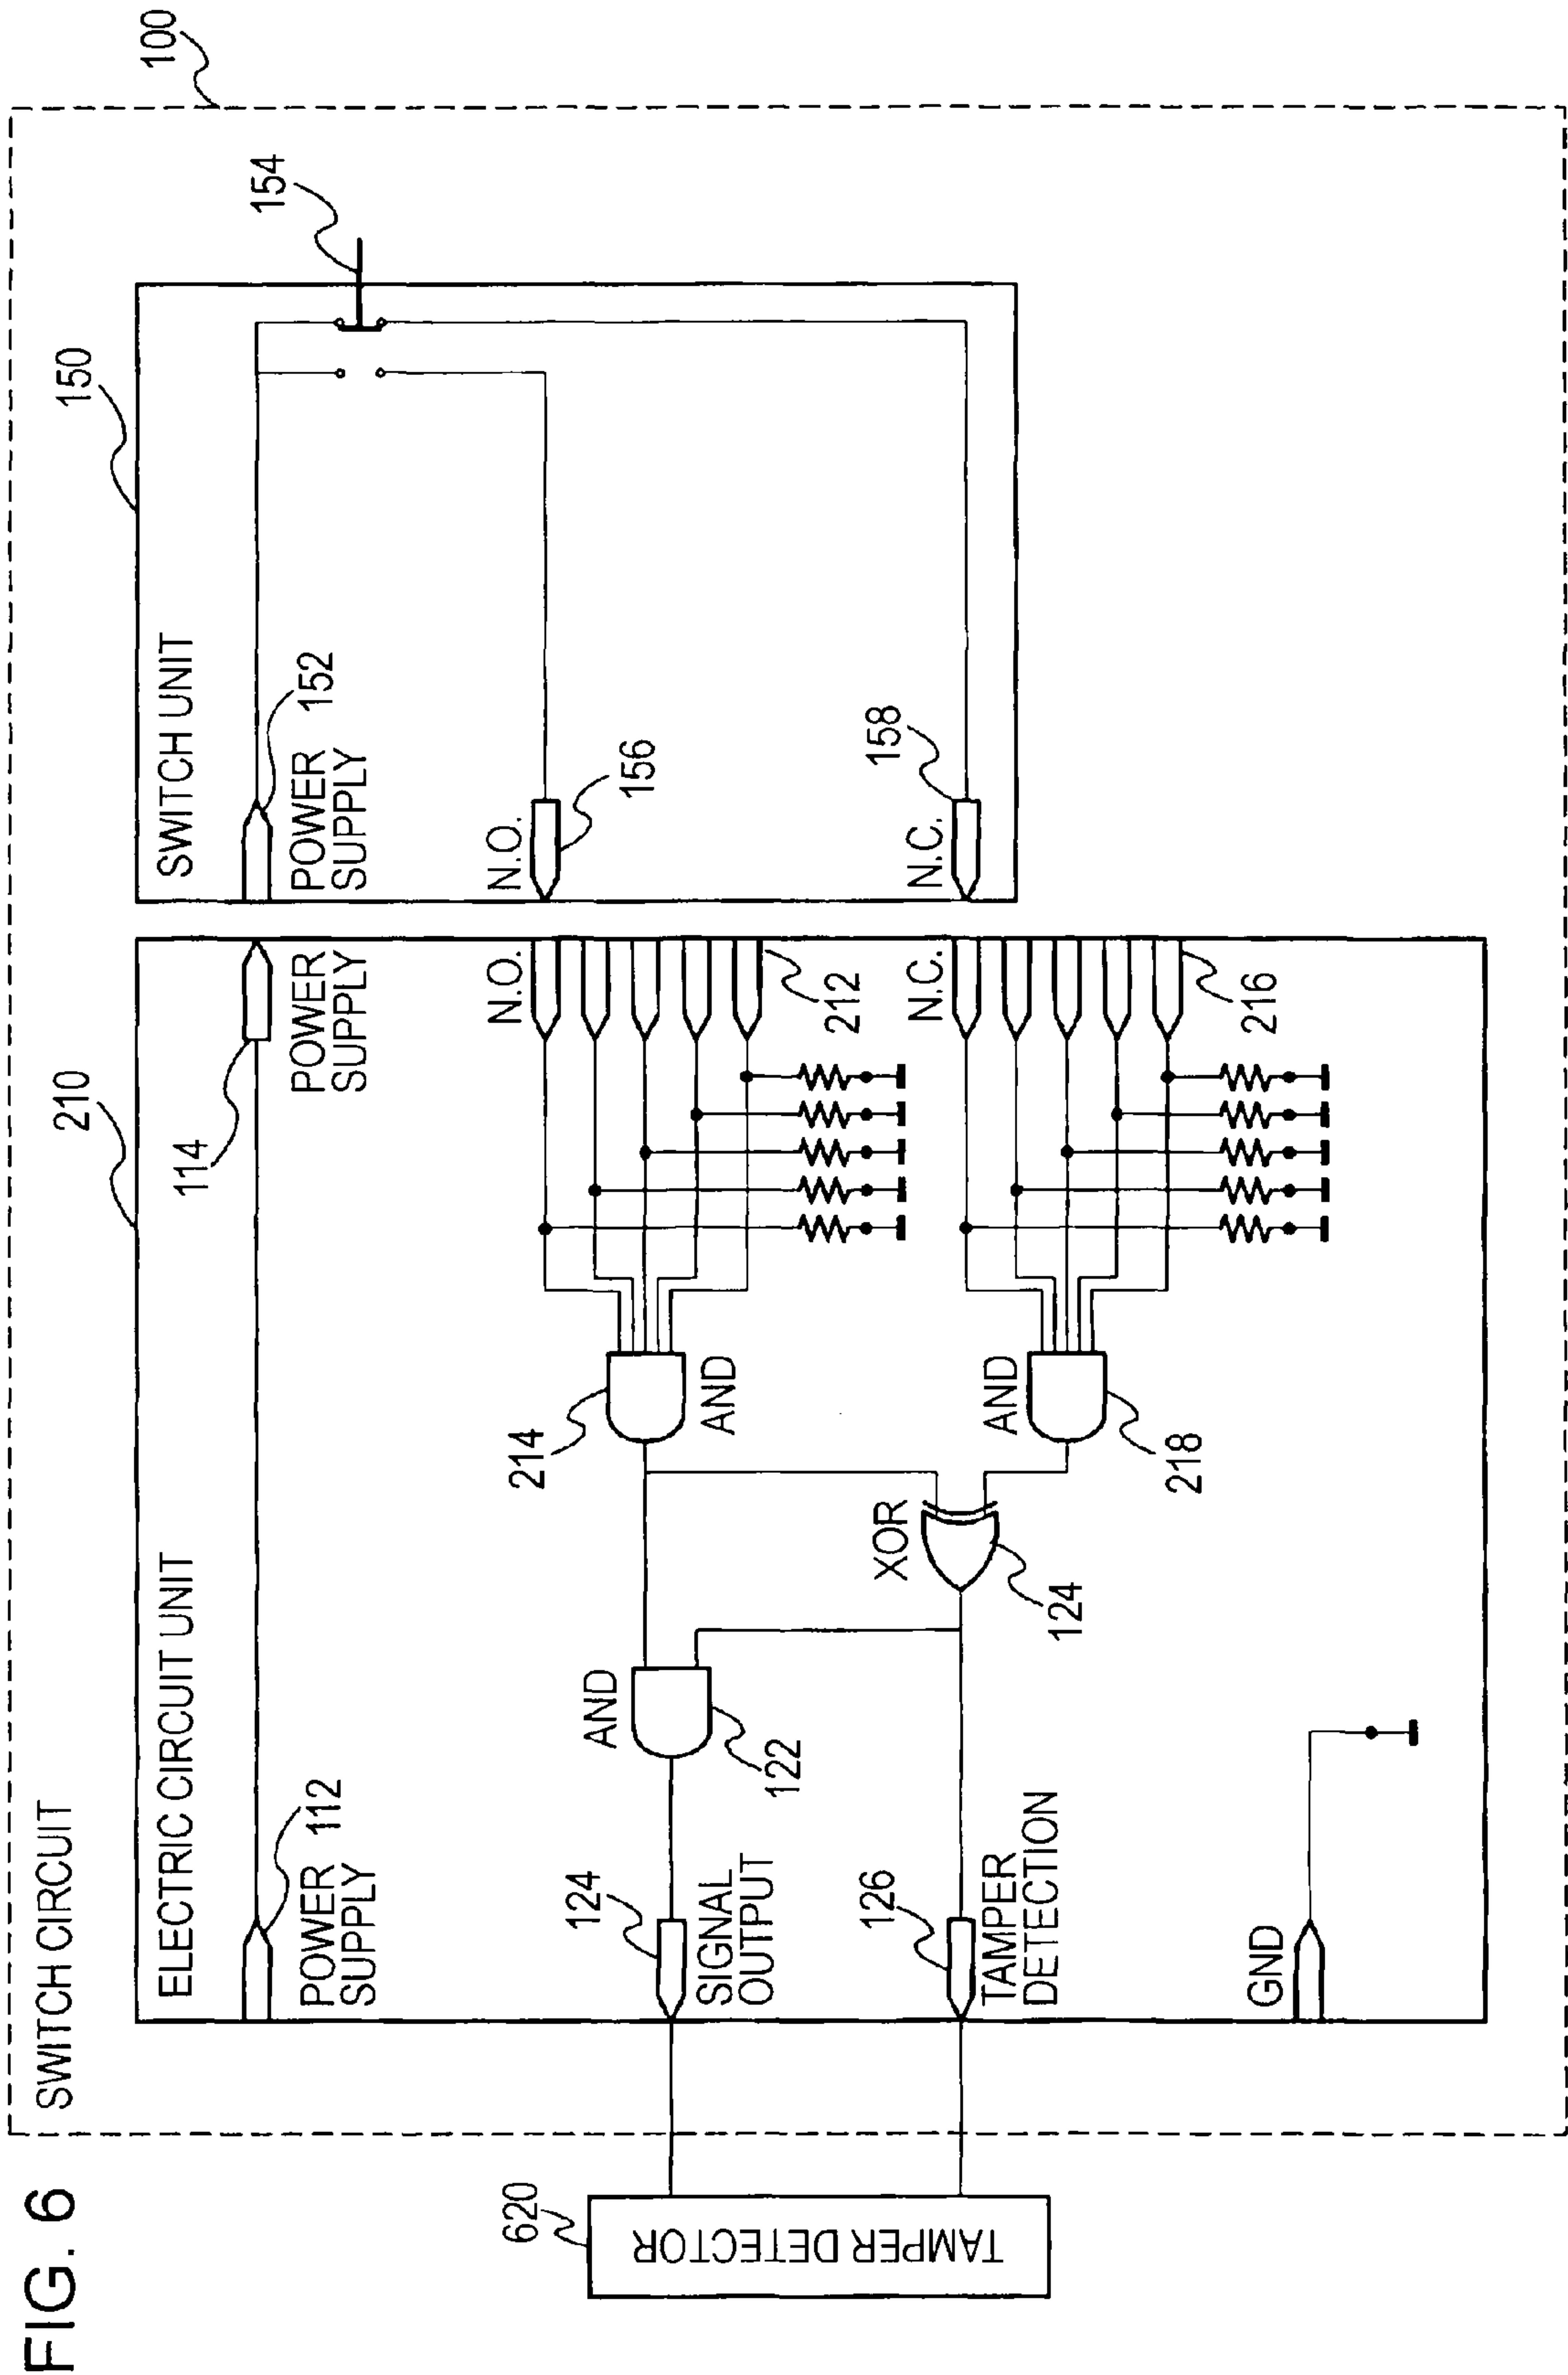 FIG. 6
SWITCH CIRCUIT
100
ELECTRIC CIRCUIT UNIT
210
SWITCH UNIT
150
112
POWER
SUPPLY
114
POWER
SUPPLY
152
POWER
SUPPLY
154
620
TAMPER DETECTOR
124
SIGNAL
OUTPUT
AND
122
214
AND
N.O.
212
N.O.
156
126
TAMPER
DETECTION
XOR
124
AND
218
N.C.
216
N.C.
158
GND